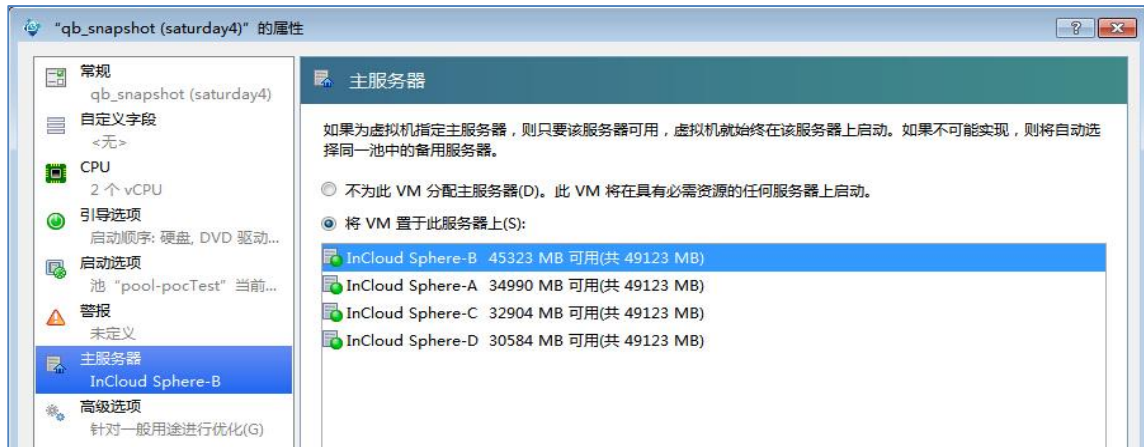 “qb_snapshot (saturday4)”的属性
常规
qb_snapshot (saturday4)
自定义字段
<无>
CPU
2 个 vCPU
引导选项
启动顺序: 硬盘, DVD 驱动...
启动选项
池“pool-pocTest”当前...
警报
未定义
主服务器
InCloud Sphere-B
高级选项
针对一般用途进行优化(G)
主服务器
如果为虚拟机指定主服务器，则只要该服务器可用，虚拟机就始终在该服务器上启动。如果不可能实现，则将自动选
择同一池中的备用服务器。
不为此 VM 分配主服务器(D)。此 VM 将在具有必需资源的任何服务器上启动。
将 VM 置于此服务器上(S):
InCloud Sphere-B 45323 MB 可用(共 49123 MB)
InCloud Sphere-A 34990 MB 可用(共 49123 MB)
InCloud Sphere-C 32904 MB 可用(共 49123 MB)
InCloud Sphere-D 30584 MB 可用(共 49123 MB)